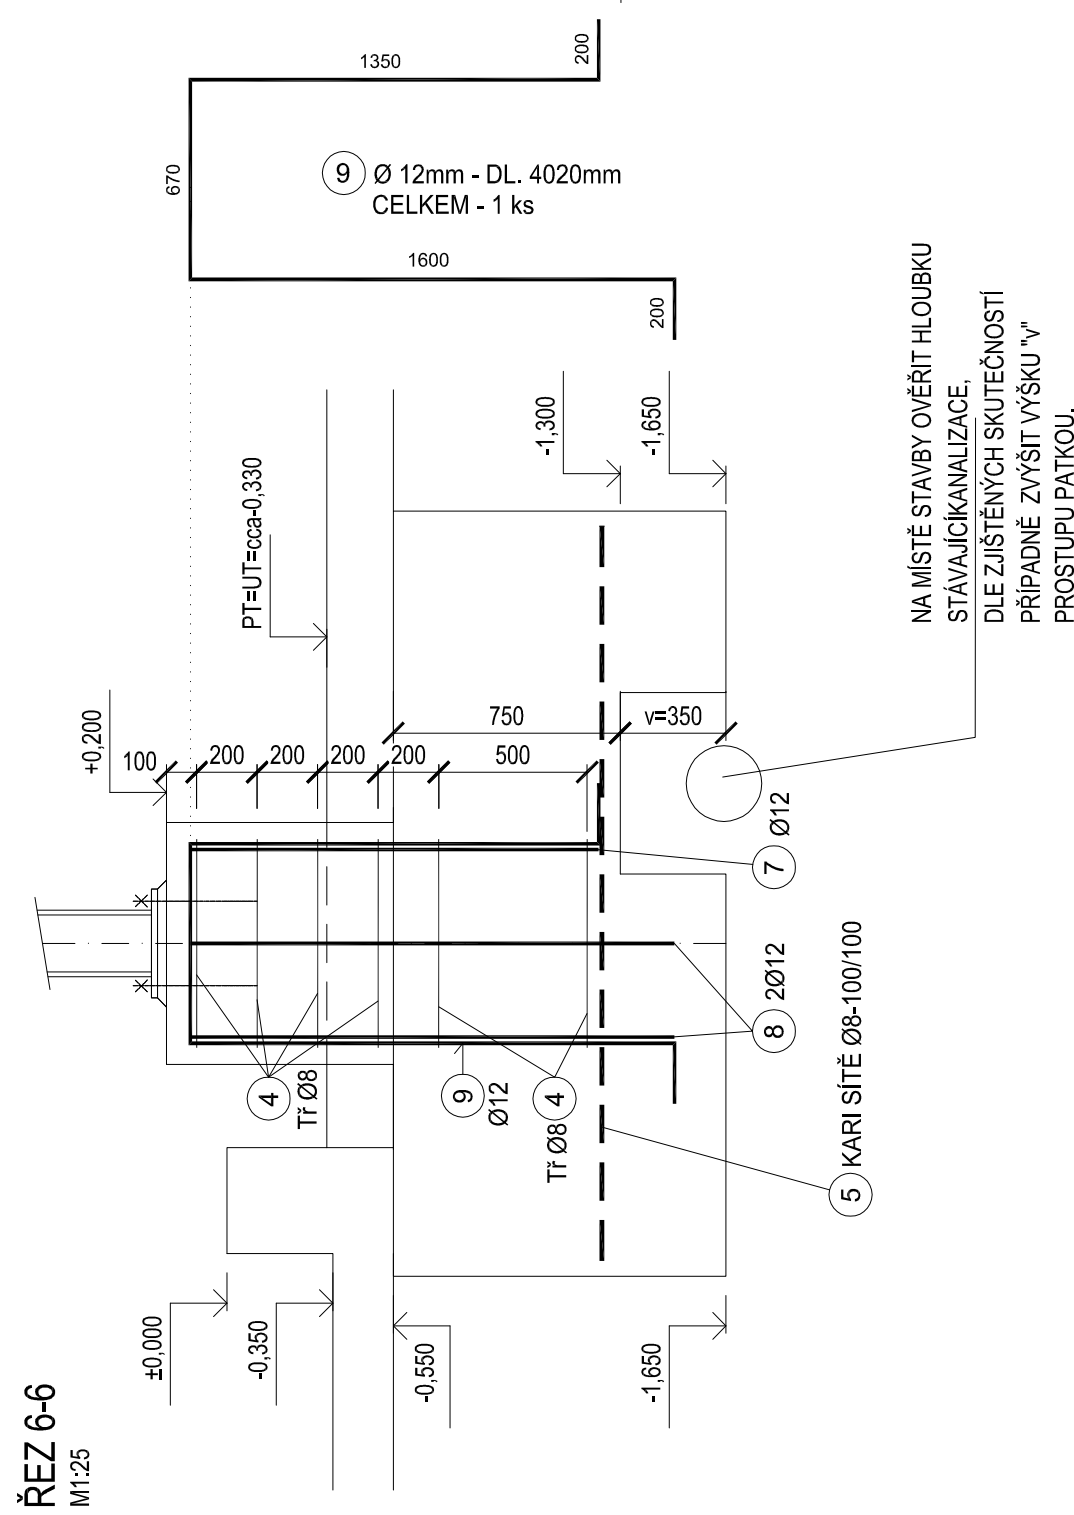 ŘEZ 6-6
M1:25
1350
200
670
9
Ø 12mm - DL. 4020mm
CELKEM - 1 ks
1600
200
NA MÍSTĚ STAVBY OVĚŘIT HLOUBKU
STÁVAJÍCÍKANALIZACE,
DLE ZJIŠTĚNÝCH SKUTEČNOSTÍ
PŘÍPADNĚ ZVÝŠIT VÝŠKU "v"
PROSTUPU PATKOU.
+0,200
PT=UT=cca-0,330
-1,300
-1,650
100
200
200
200
200
500
750
v=350
7
Ø12
8
2Ø12
4
Tř Ø8
9
Ø12
4
Tř Ø8
5
KARI SÍTĚ Ø8-100/100
±0,000
-0,350
-0,550
-1,650